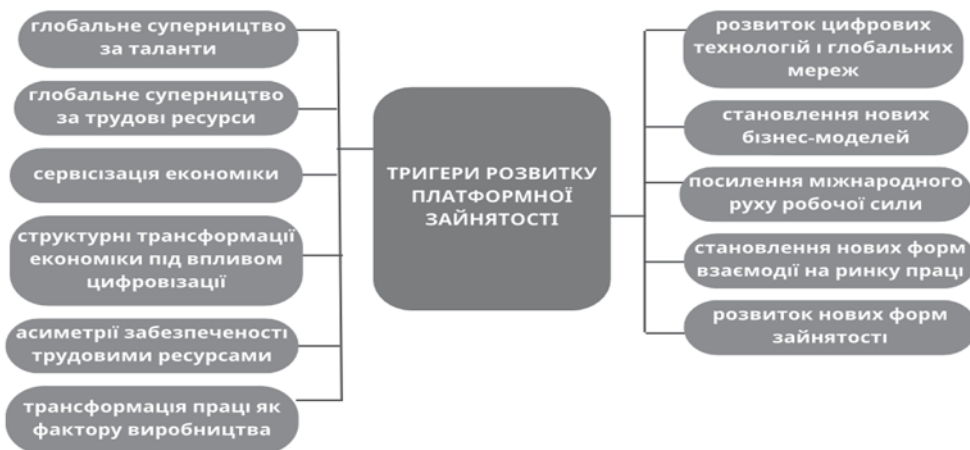 глобальне суперництво
за таланти
глобальне суперництво
за трудові ресурси
сервісізація економіки
структурні трансформації
економіки під впливом
цифровізації
асиметрії забезпеченості
трудовими ресурсами
трансформація праці як
фактору виробництва
ТРИГЕРИ РОЗВИТКУ
ПЛАТФОРМНОЇ
ЗАЙНЯТОСТІ
розвиток цифрових
технологій і глобальних
мереж
становлення нових
бізнес-моделей
посилення міжнародного
руху робочої сили
становлення нових форм
взаємодії на ринку праці
розвиток нових форм
зайнятості